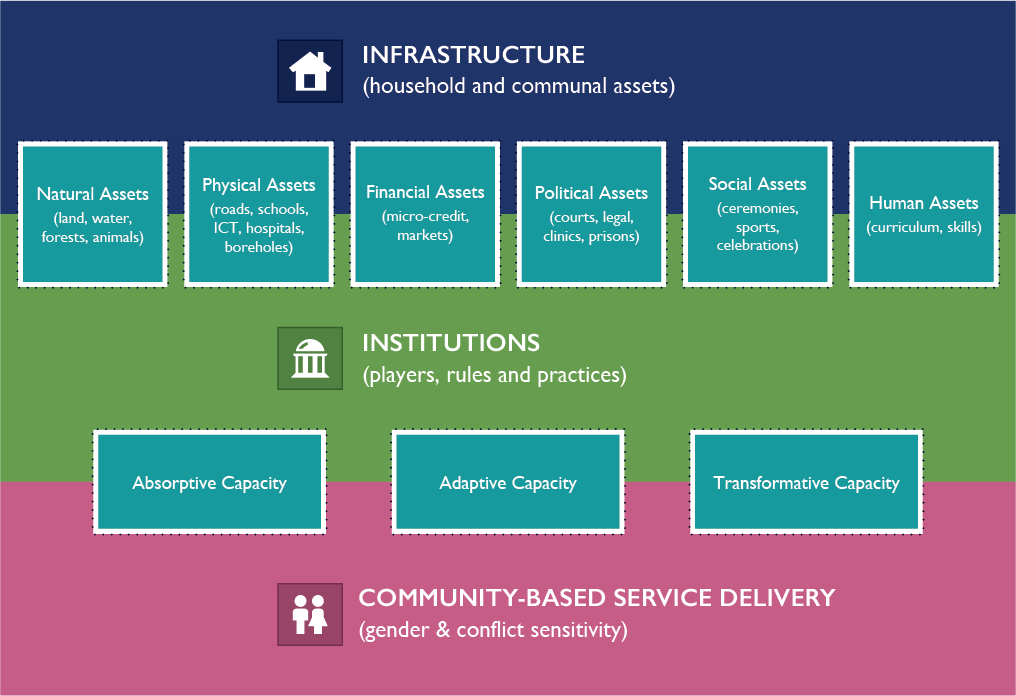 INFRASTRUCTURE
(household and communal assets)
Natural Assets
(land, water,
forests, animals)
Physical Assets
(roads, schools,
ICT, hospitals,
boreholes)
Financial Assets
(micro-credit,
markets)
Political Assets
(courts, legal,
clinics, prisons)
Social Assets
(ceremonies,
sports,
celebrations)
Human Assets
(curriculum, skills)
INSTITUTIONS
(players, rules and practices)
Absorptive Capacity
Adaptive Capacity
Transformative Capacity
COMMUNITY-BASED SERVICE DELIVERY
(gender & conflict sensitivity)